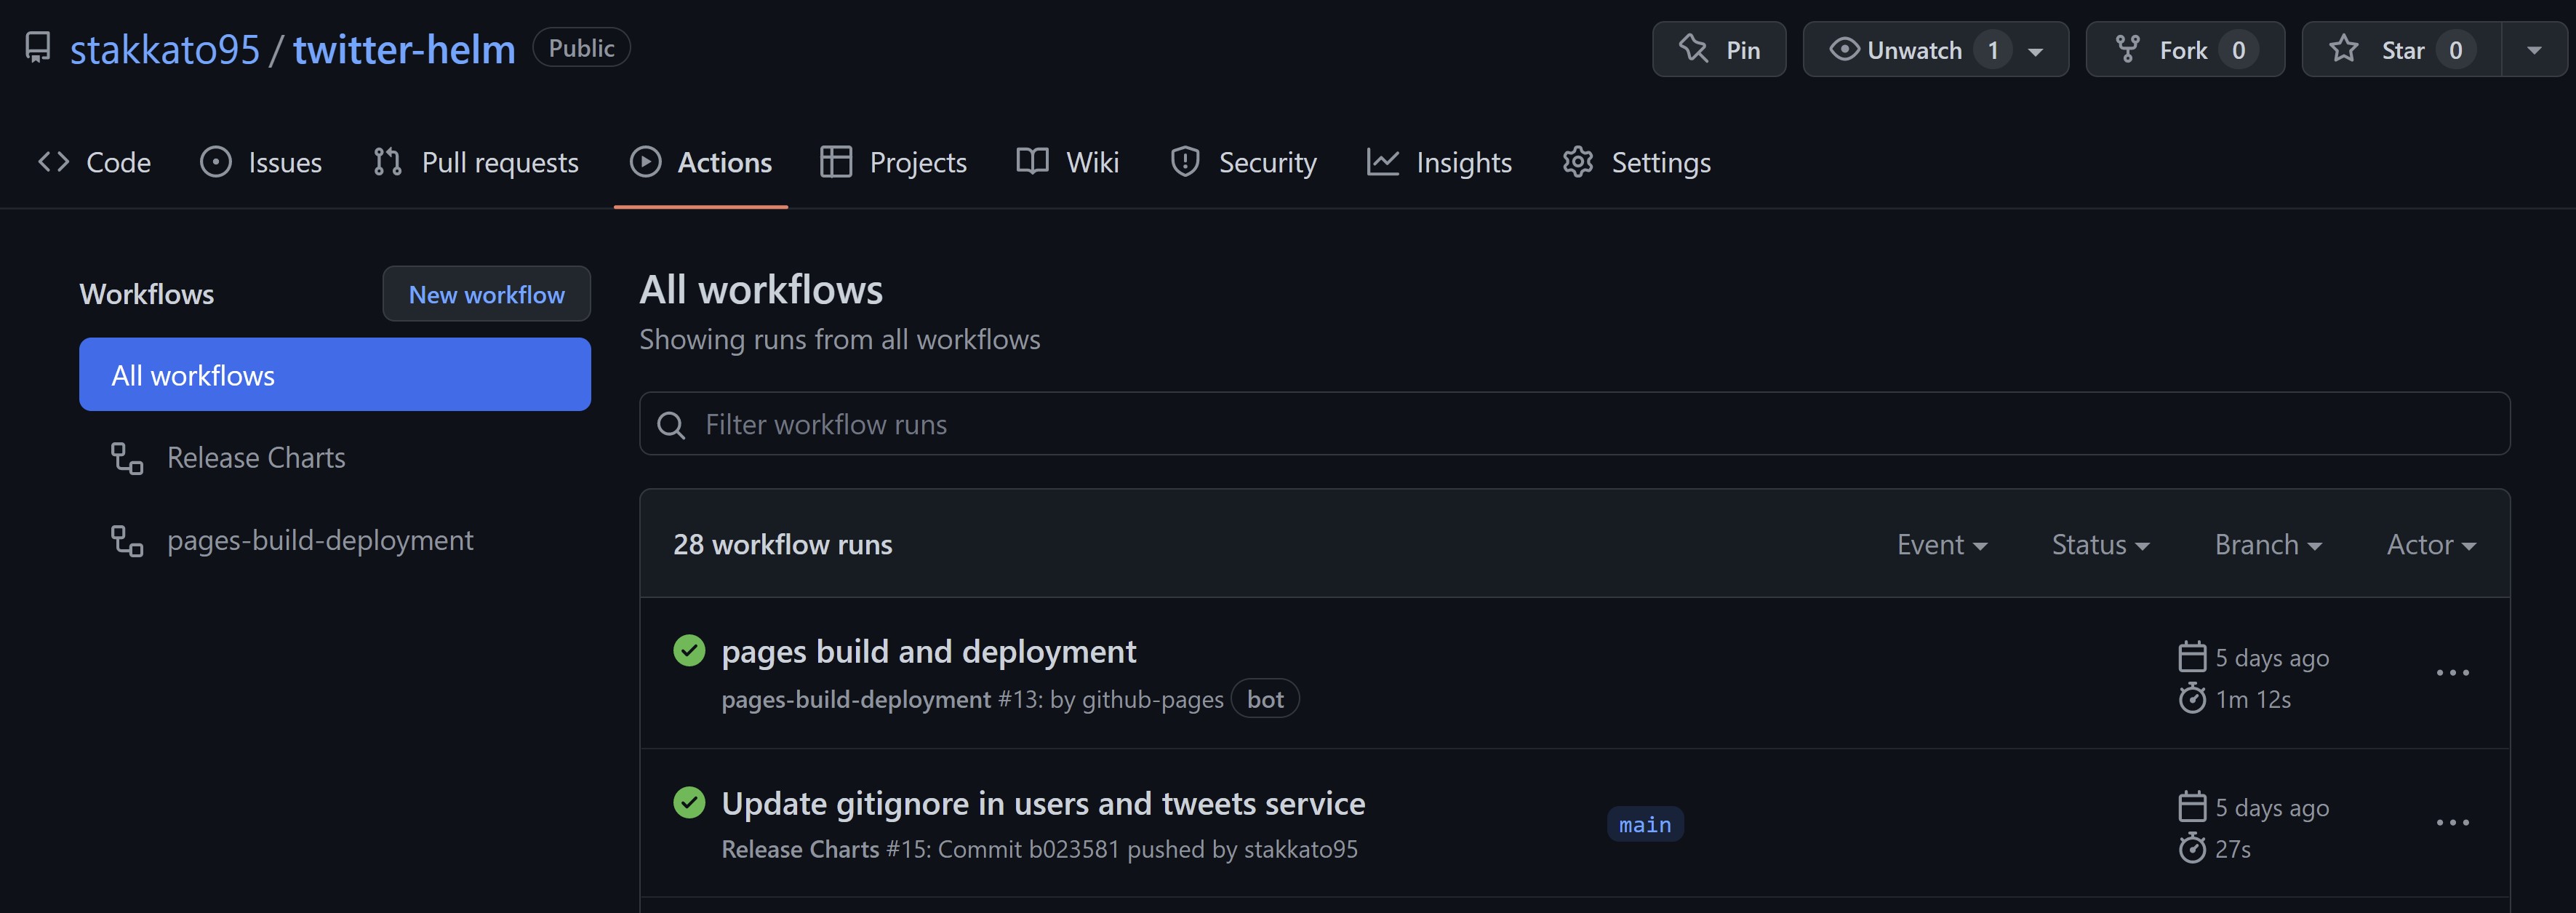 stakkato95 / twitter-helm Public Pin Unwatch 1 Fork 0 Star 0
Code Issues Pull requests Actions Projects Wiki Security Insights Settings
Workflows New workflow
All workflows
Release Charts
pages-build-deployment
All workflows
Showing runs from all workflows
Filter workflow runs
28 workflow runs Event Status Branch Actor
pages build and deployment
pages-build-deployment #13: by github-pages bot
5 days ago
1m 12s
Update gitignore in users and tweets service
Release Charts #15: Commit b023581 pushed by stakkato95
main
5 days ago
27s